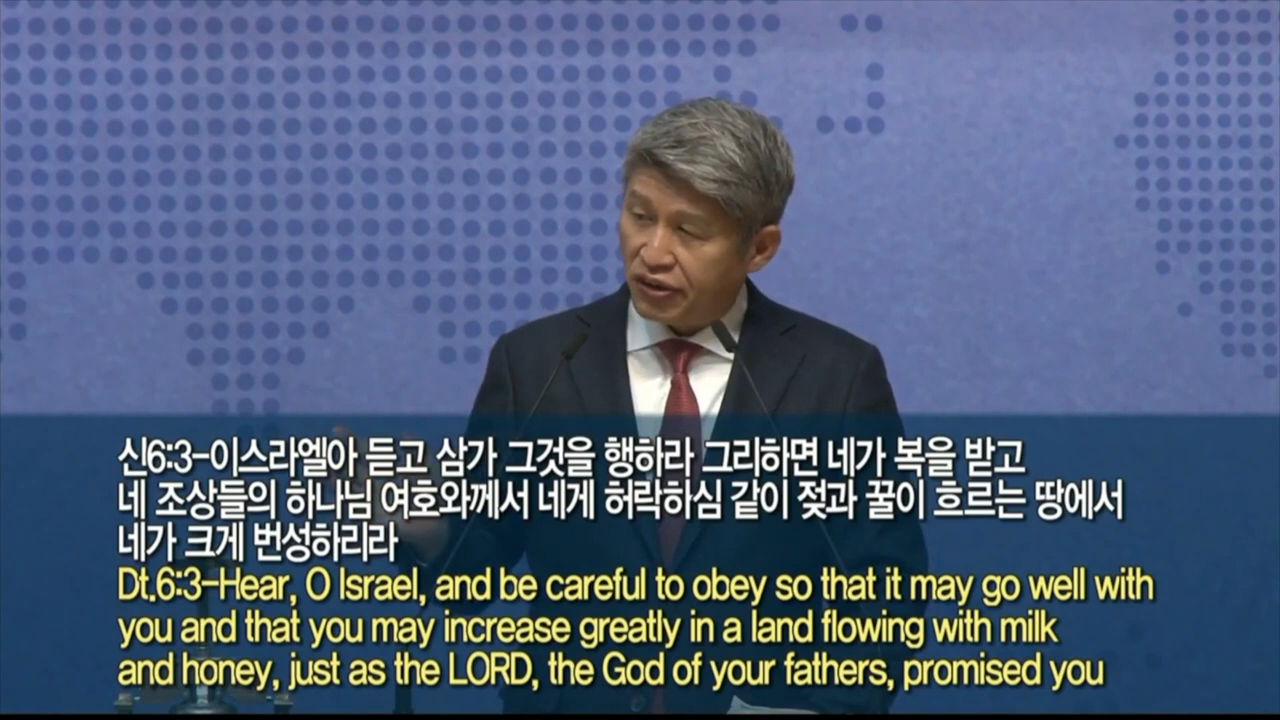 신6:3-이스라엘아 듣고 삼가 그것을 행하라 그리하면 네가 복을 받고
네 조상들의 하나님 여호와께서 네게 허락하심 같이 젖과 꿀이 흐르는 땅에서
네가 크게 번성하리라
Dt.6:3-Hear, O Israel, and be careful to obey so that it may go well with
you and that you may increase greatly in a land flowing with milk
and honey, just as the LORD, the God of your fathers, promised you